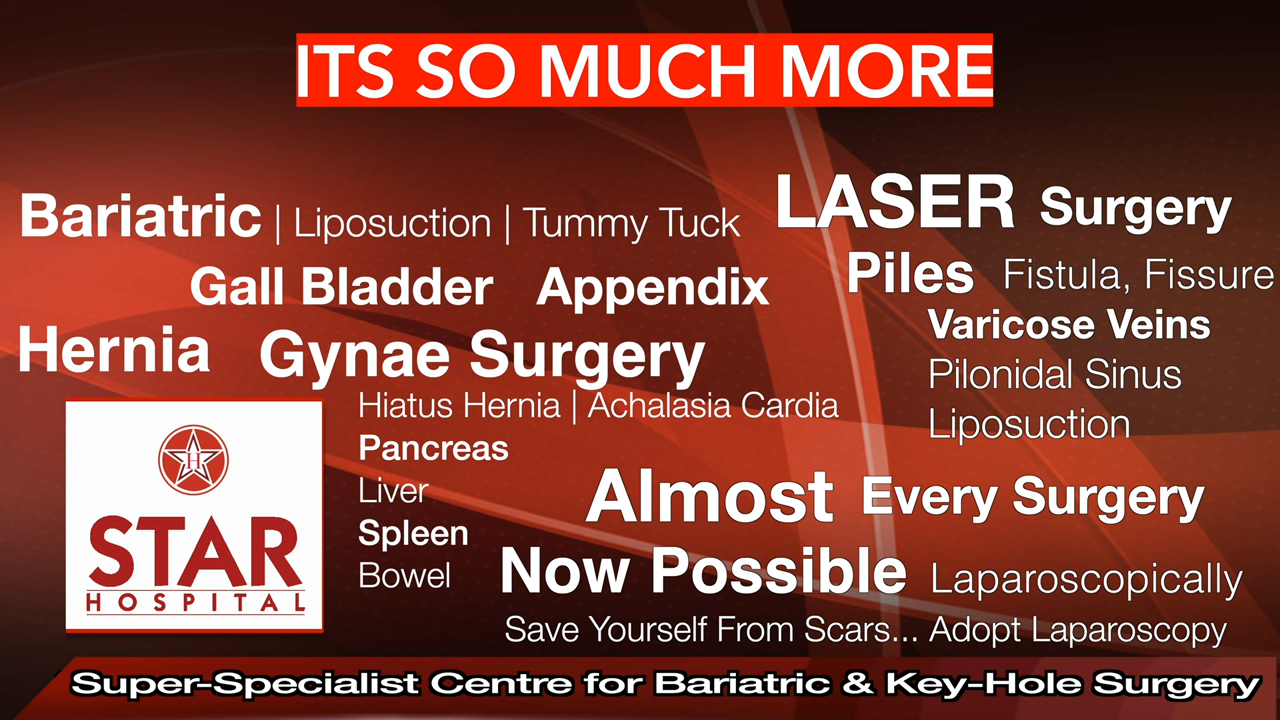 ITS SO MUCH MORE
Bariatric | Liposuction | Tummy Tuck
Gall Bladder Appendix
Hernia Gynae Surgery
Hiatus Hernia | Achalasia Cardia
Pancreas
Liver
Spleen
Bowel
LASER Surgery
Piles Fistula, Fissure
Varicose Veins
Pilonidal Sinus
Liposuction
Almost Every Surgery
Now Possible Laparoscopically
Save Yourself From Scars... Adopt Laparoscopy
H
STAR
HOSPITAL
Super-Specialist Centre for Bariatric & Key-Hole Surgery